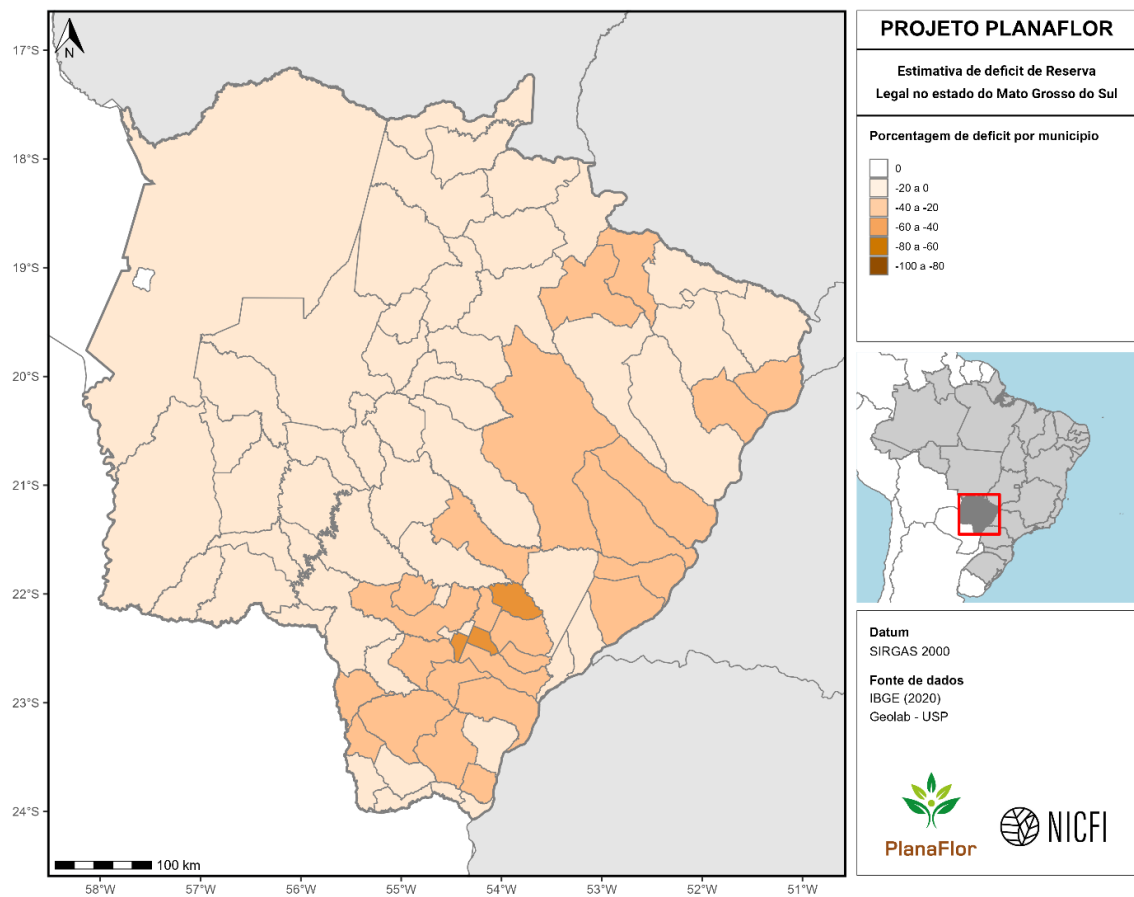 PROJETO PLANAFLOR
Estimativa de deficit de Reserva
Legal no estado do Mato Grosso do Sul
Porcentagem de deficit por municipio
0
-20 a 0
-40 a -20
-60 a -40
-80 a -60
-100 a -80
N
17°S
18°S
19°S
20°S
21°S
22°S
23°S
24°S
100 km
58°W
57°W
56°W
55°W
54°W
53°W
52°W
51°W
Datum
SIRGAS 2000
Fonte de dados
IBGE (2020)
Geolab - USP
PlanaFlor
NICFI